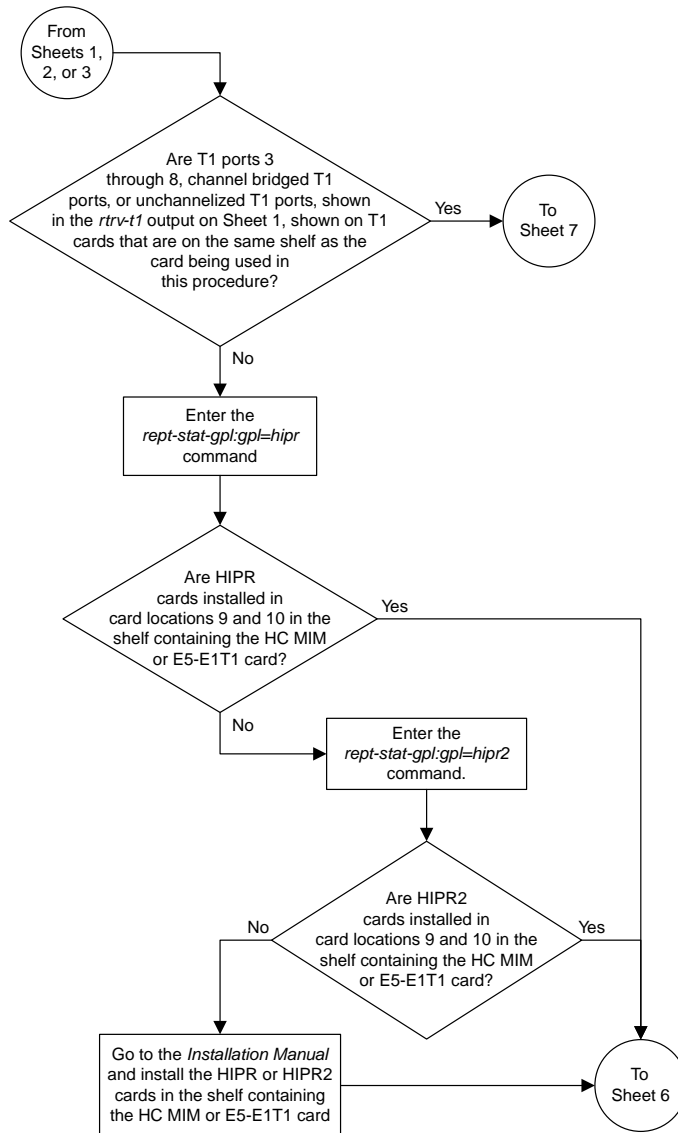 From
Sheets 1,
2, or 3
Are T1 ports 3
through 8, channel bridged T1
ports, or unchannelized T1 ports, shown
in the rtrv-t1 output on Sheet 1, shown on T1
cards that are on the same shelf as the
card being used in
this procedure?
Yes
To
Sheet 7
No
Enter the
rept-stat-gpl:gpl=hipr
command
Are HIPR
cards installed in
card locations 9 and 10 in the
shelf containing the HC MIM
or E5-E1T1 card?
Yes
No
Enter the
rept-stat-gpl:gpl=hipr2
command.
Are HIPR2
cards installed in
card locations 9 and 10 in the
shelf containing the HC MIM
or E5-E1T1 card?
No
Yes
Go to the Installation Manual
and install the HIPR or HIPR2
cards in the shelf containing
the HC MIM or E5-E1T1 card
To
Sheet 6